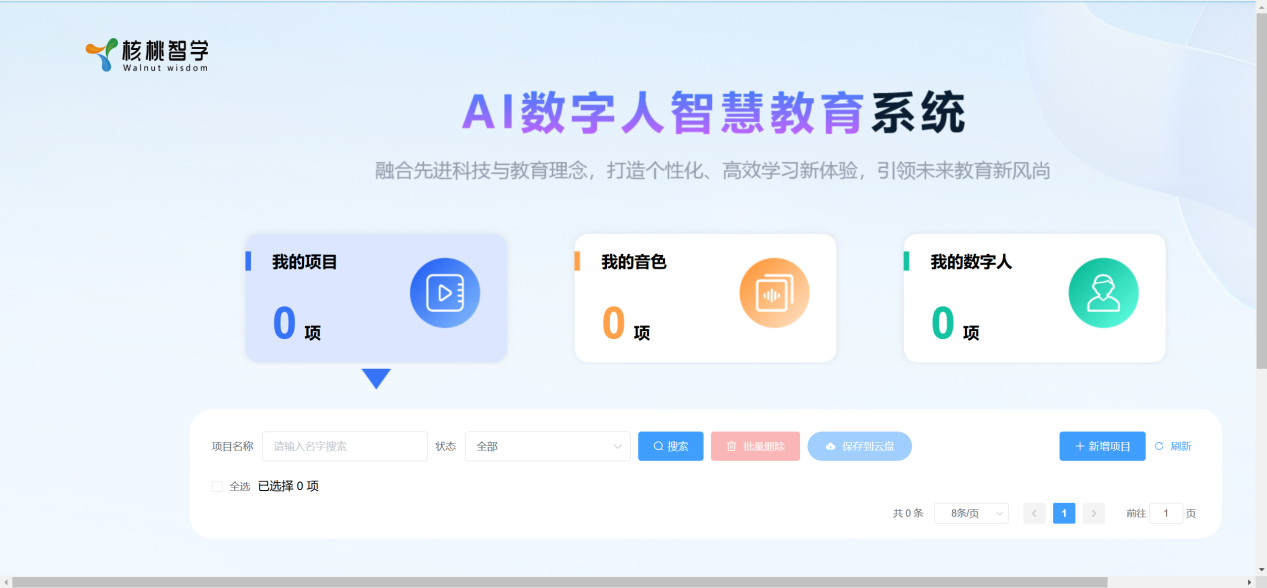 核桃智学
Walnut wisdom
AI数字人智慧教育系统
融合先进科技与教育理念，打造个性化、高效学习新体验，引领未来教育新风尚
我的项目
0 项
我的音色
0 项
我的数字人
0 项
项目名称 请输入名字搜索 状态 全部 搜索 批量删除 保存到云盘 新增项目 刷新
全选 已选择 0 项
共 0 条 8条/页 1 前往 1 页